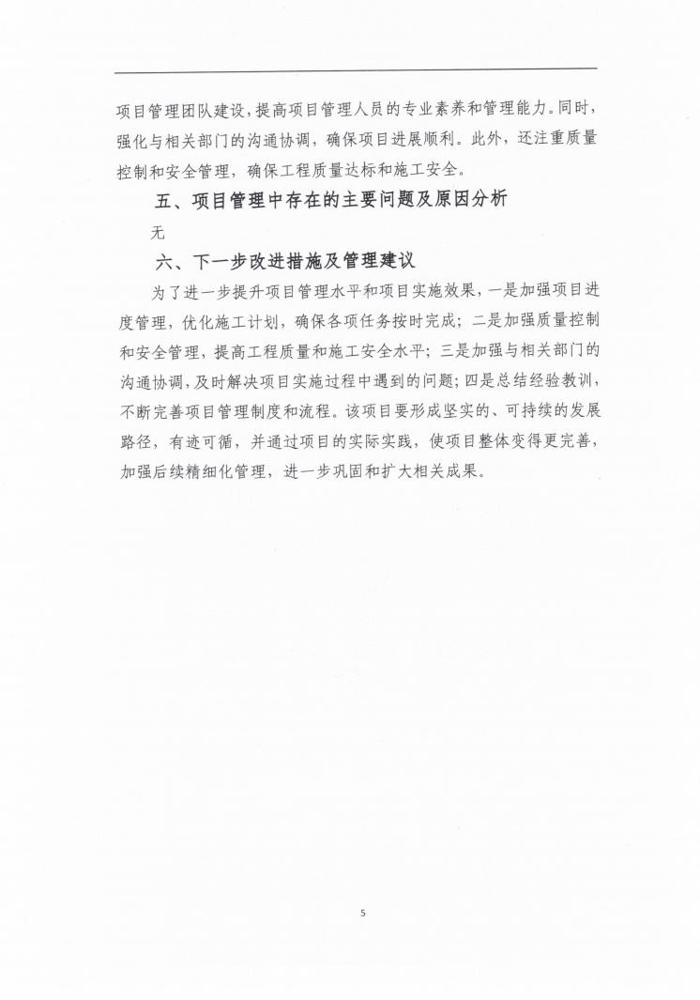 项目管理团队建设，提高项目管理人员的专业素养和管理能力。同时，
强化与相关部门的沟通协调，确保项目进展顺利。此外，还注重质量
控制和安全管理，确保工程质量达标和施工安全。
五、项目管理中存在的主要问题及原因分析
无
六、下一步改进措施及管理建议
为了进一步提升项目管理水平和项目实施效果，一是加强项目进
度管理，优化施工计划，确保各项任务按时完成；二是加强质量控制
和安全管理，提高工程质量和施工安全水平；三是加强与相关部门的
沟通协调，及时解决项目实施过程中遇到的问题；四是总结经验教训，
不断完善项目管理制度和流程。该项目要形成坚实的、可持续的发展
路径，有迹可循，并通过项目的实际实践，使项目整体变得更完善，
加强后续精细化管理，进一步巩固和扩大相关成果。
5